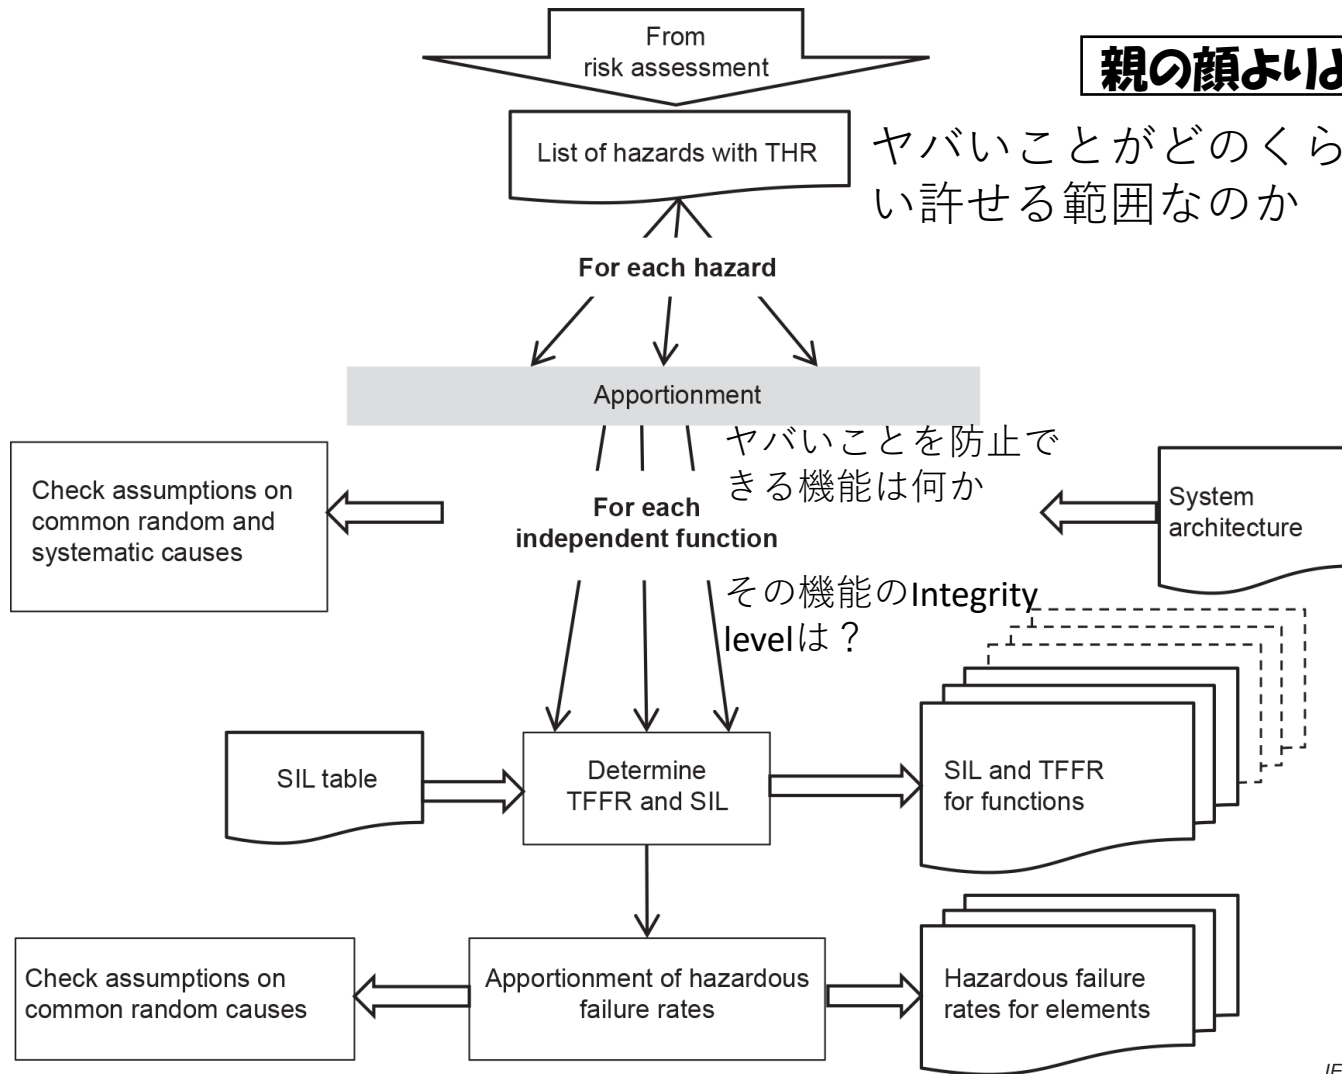 From
risk assessment
親の顔よりよ
List of hazards with THR
ヤバいことがどのくら
い許せる範囲なのか
For each hazard
Apportionment
ヤバいことを防止で
きる機能は何か
Check assumptions on
common random and
systematic causes
For each
independent function
System
architecture
その機能のIntegrity
levelは？
SIL table
Determine
TFFR and SIL
SIL and TFFR
for functions
Check assumptions on
common random causes
Apportionment of hazardous
failure rates
Hazardous failure
rates for elements